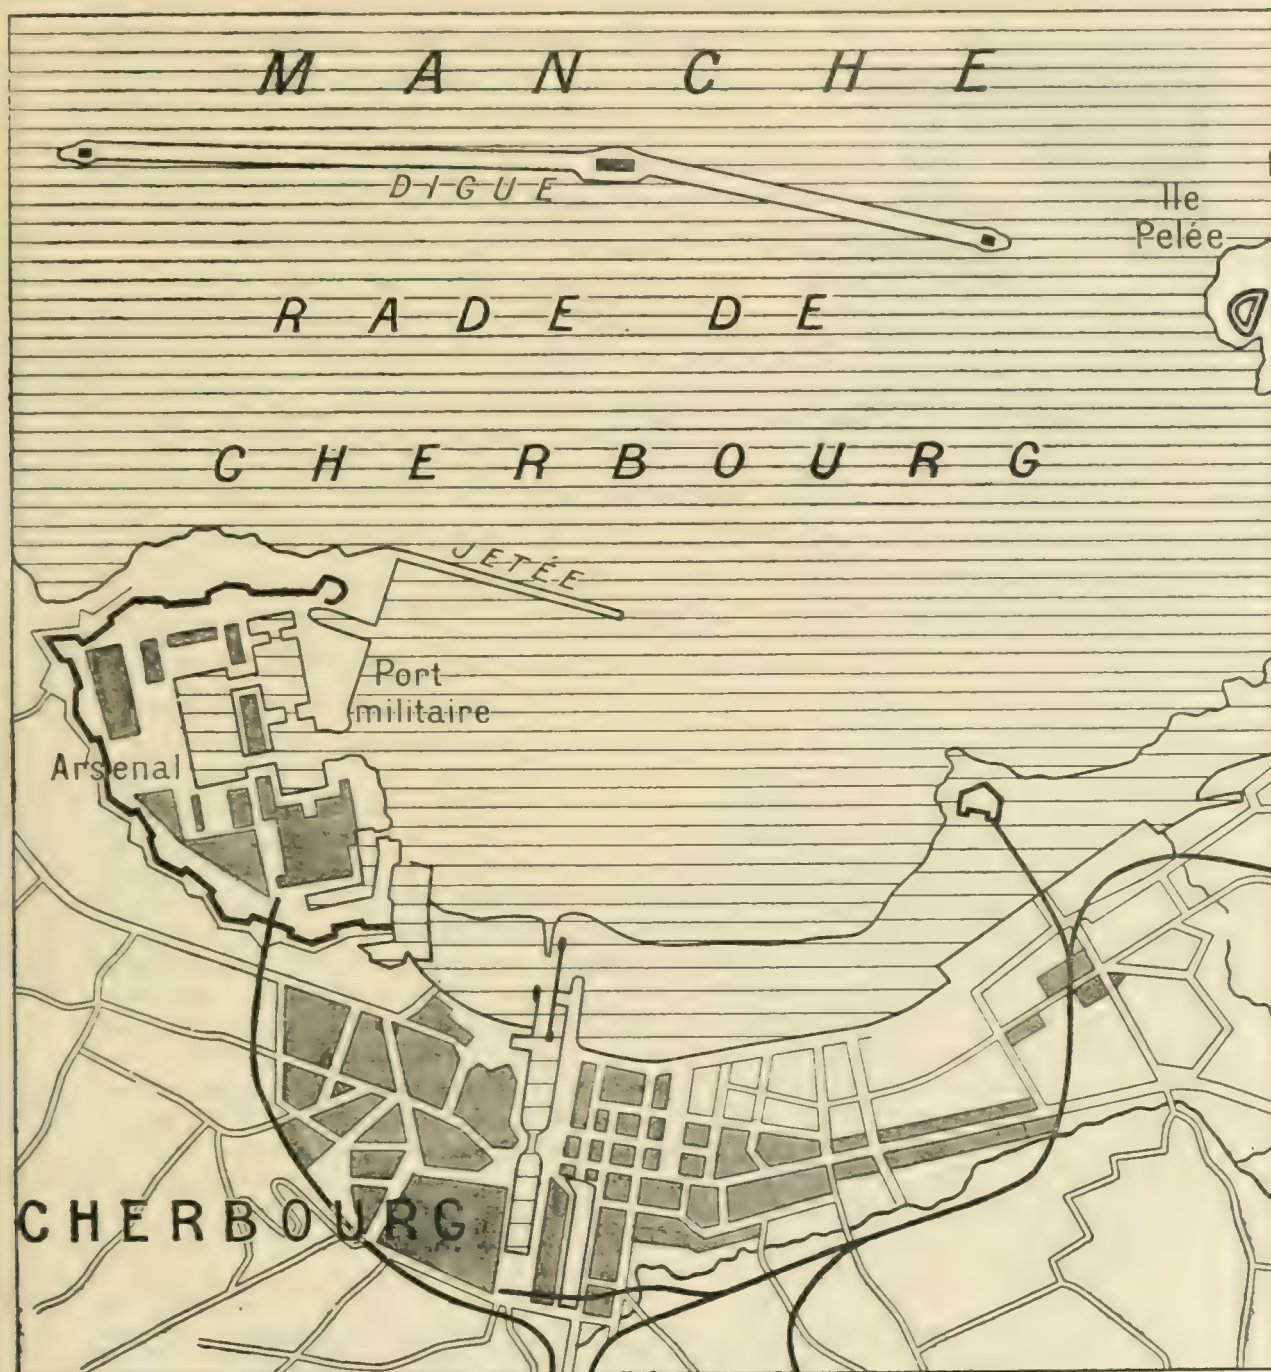 MANCHE
DIGUE
Ile
Pelée
RADE DE
CHERBOURG
JETÉE
Port
militaire
Arsenal
CHERBOURG